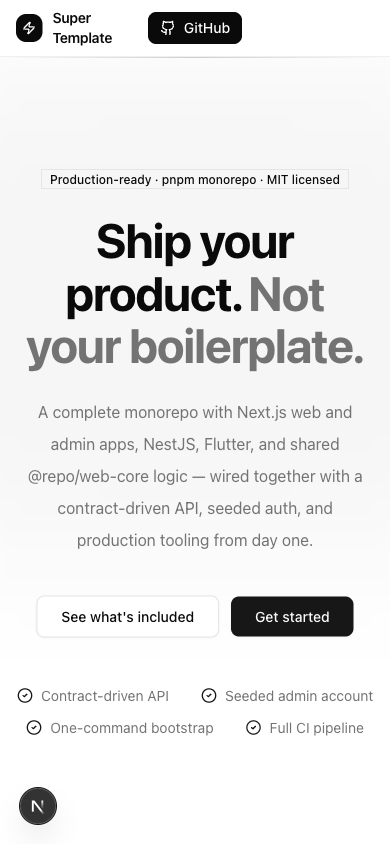 Super
Template
GitHub
Production-ready · pnpm monorepo · MIT licensed
Ship your
product. Not
your boilerplate.
A complete monorepo with Next.js web and
admin apps, NestJS, Flutter, and shared
@repo/web-core logic — wired together with a
contract-driven API, seeded auth, and
production tooling from day one.
See what's included
Get started
Contract-driven API
Seeded admin account
One-command bootstrap
Full CI pipeline
N